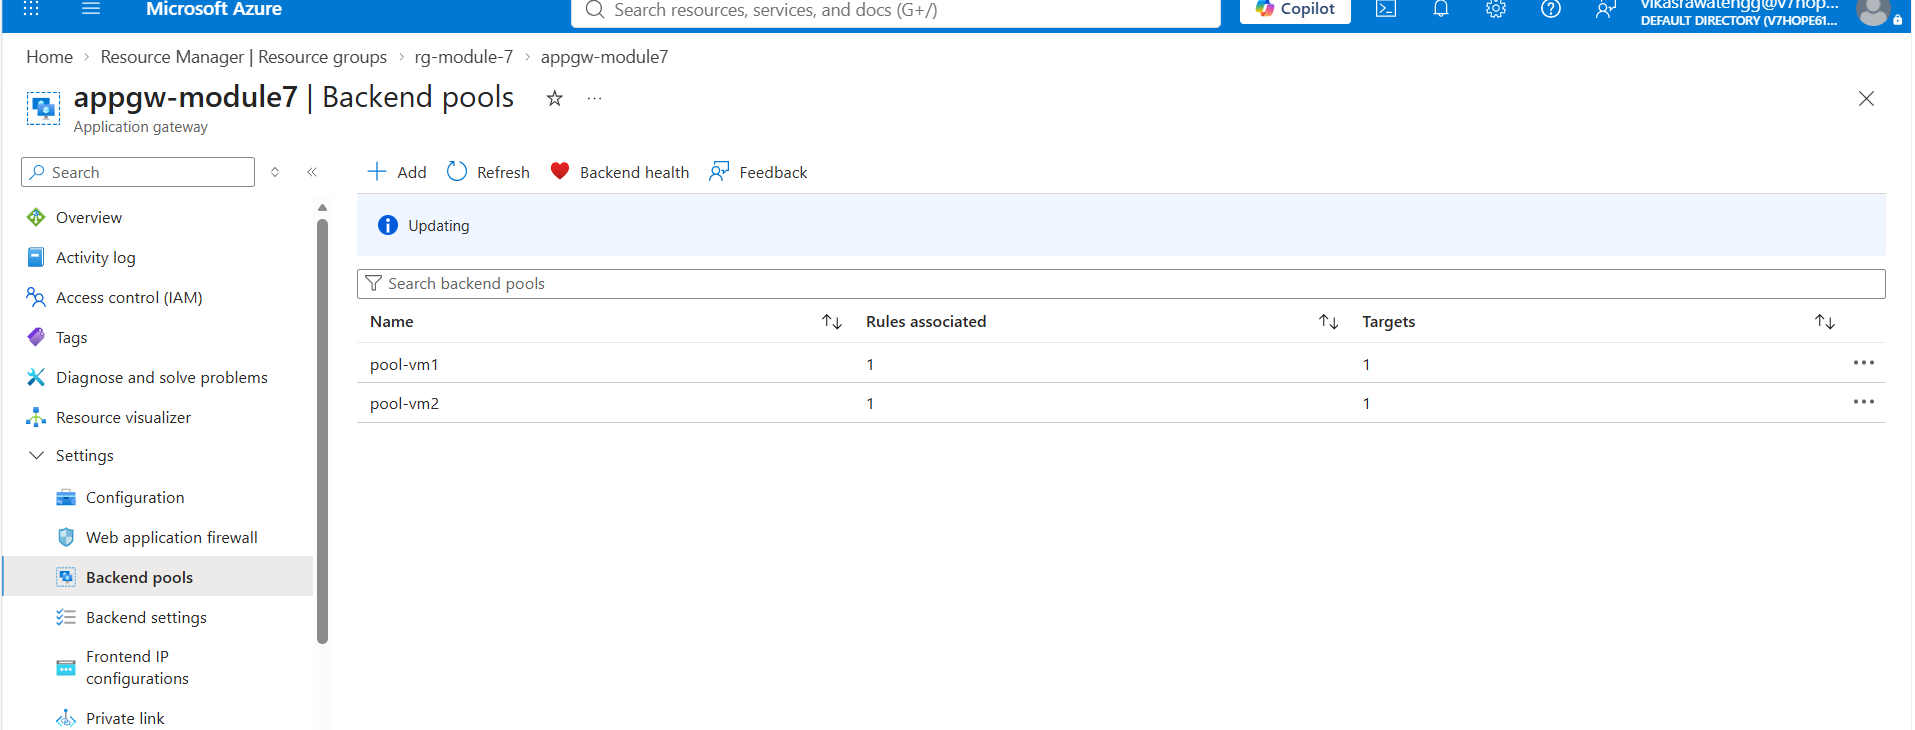 Microsoft Azure
Search resources, services, and docs (G+/)
Copilot
vikasrawatengg@v7hop...
DEFAULT DIRECTORY (V7HOPE61...
Home > Resource Manager | Resource groups > rg-module-7 > appgw-module7
appgw-module7 | Backend pools
Application gateway
Search
Add
Refresh
Backend health
Feedback
Updating
Search backend pools
Name
Rules associated
Targets
pool-vm1
1
1
pool-vm2
1
1
Overview
Activity log
Access control (IAM)
Tags
Diagnose and solve problems
Resource visualizer
Settings
Configuration
Web application firewall
Backend pools
Backend settings
Frontend IP
configurations
Private link